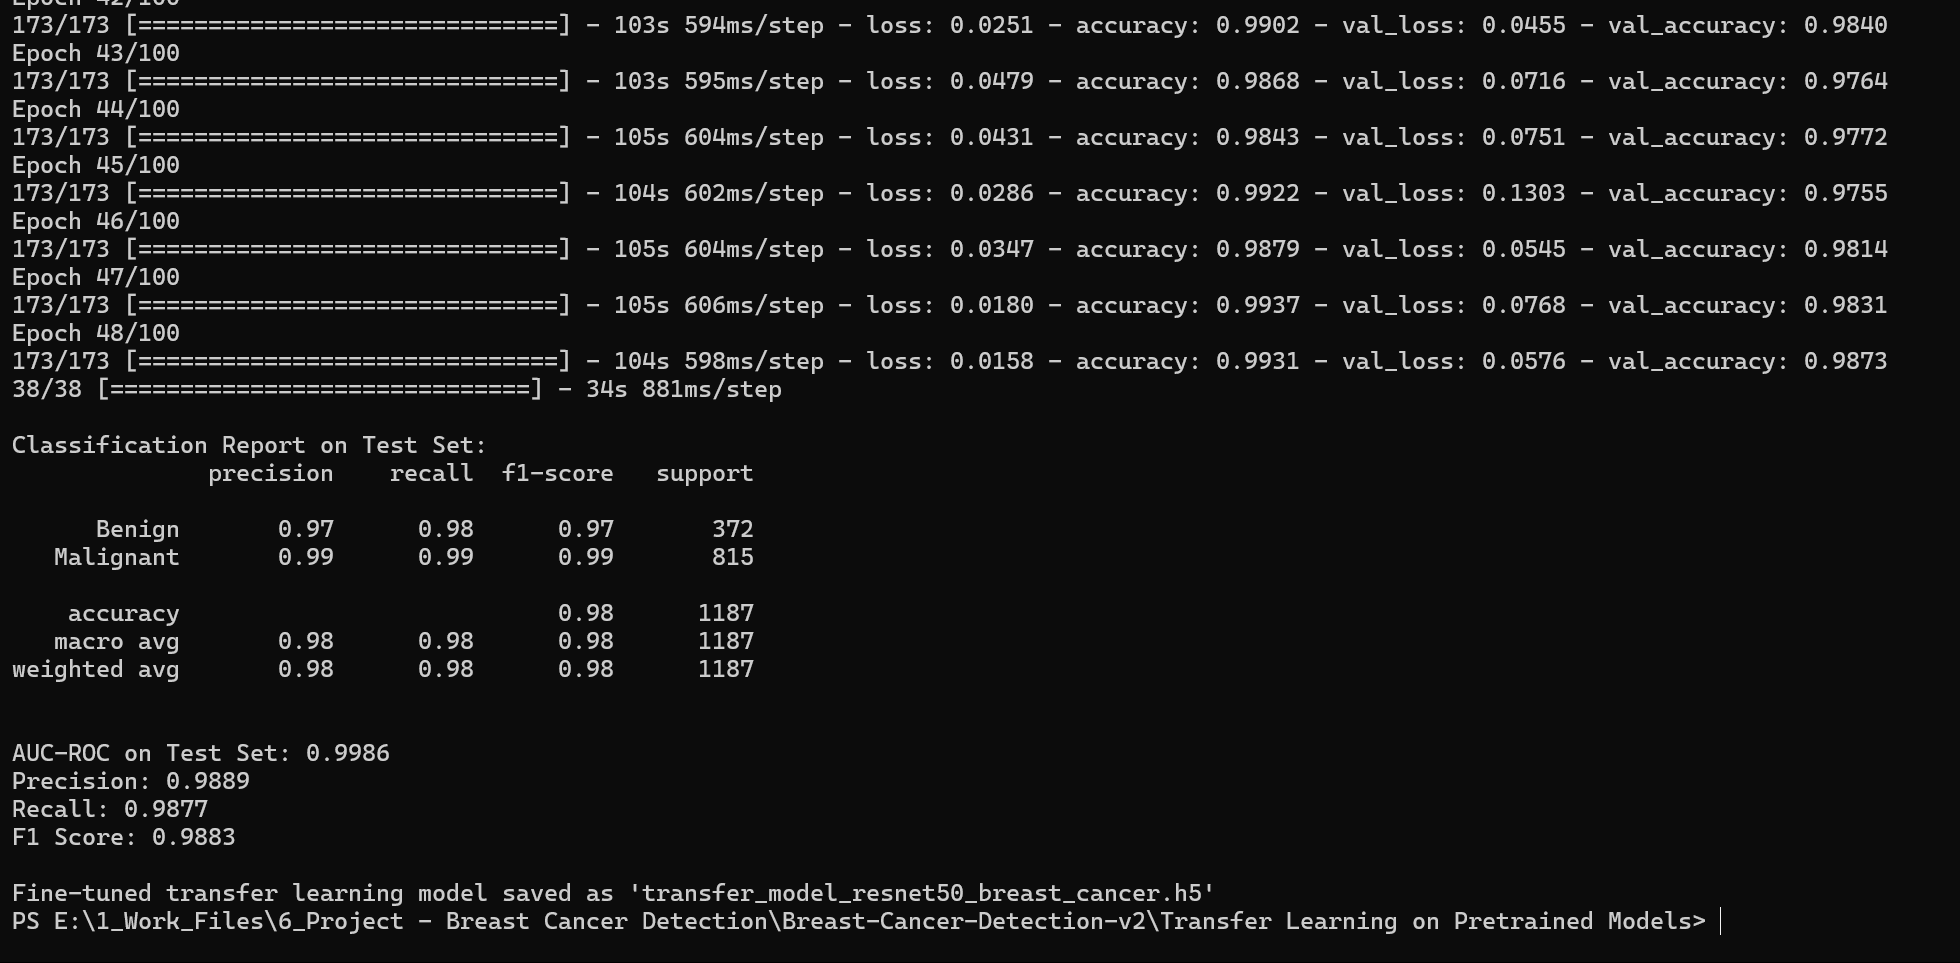 Epoch 42/100
173/173 [==============================] - 103s 594ms/step - loss: 0.0251 - accuracy: 0.9902 - val_loss: 0.0455 - val_accuracy: 0.9840
Epoch 43/100
173/173 [==============================] - 103s 595ms/step - loss: 0.0479 - accuracy: 0.9868 - val_loss: 0.0716 - val_accuracy: 0.9764
Epoch 44/100
173/173 [==============================] - 105s 604ms/step - loss: 0.0431 - accuracy: 0.9843 - val_loss: 0.0751 - val_accuracy: 0.9772
Epoch 45/100
173/173 [==============================] - 104s 602ms/step - loss: 0.0286 - accuracy: 0.9922 - val_loss: 0.1303 - val_accuracy: 0.9755
Epoch 46/100
173/173 [==============================] - 105s 604ms/step - loss: 0.0347 - accuracy: 0.9879 - val_loss: 0.0545 - val_accuracy: 0.9814
Epoch 47/100
173/173 [==============================] - 105s 606ms/step - loss: 0.0180 - accuracy: 0.9937 - val_loss: 0.0768 - val_accuracy: 0.9831
Epoch 48/100
173/173 [==============================] - 104s 598ms/step - loss: 0.0158 - accuracy: 0.9931 - val_loss: 0.0576 - val_accuracy: 0.9873
38/38 [==============================] - 34s 881ms/step
Classification Report on Test Set:
precision recall f1-score support
Benign 0.97 0.98 0.97 372
Malignant 0.99 0.99 0.99 815
accuracy 0.98 1187
macro avg 0.98 0.98 0.98 1187
weighted avg 0.98 0.98 0.98 1187
AUC-ROC on Test Set: 0.9986
Precision: 0.9889
Recall: 0.9877
F1 Score: 0.9883
Fine-tuned transfer learning model saved as 'transfer_model_resnet50_breast_cancer.h5'
PS E:\1_Work_Files\6_Project - Breast Cancer Detection\Breast-Cancer-Detection-v2\Transfer Learning on Pretrained Models>